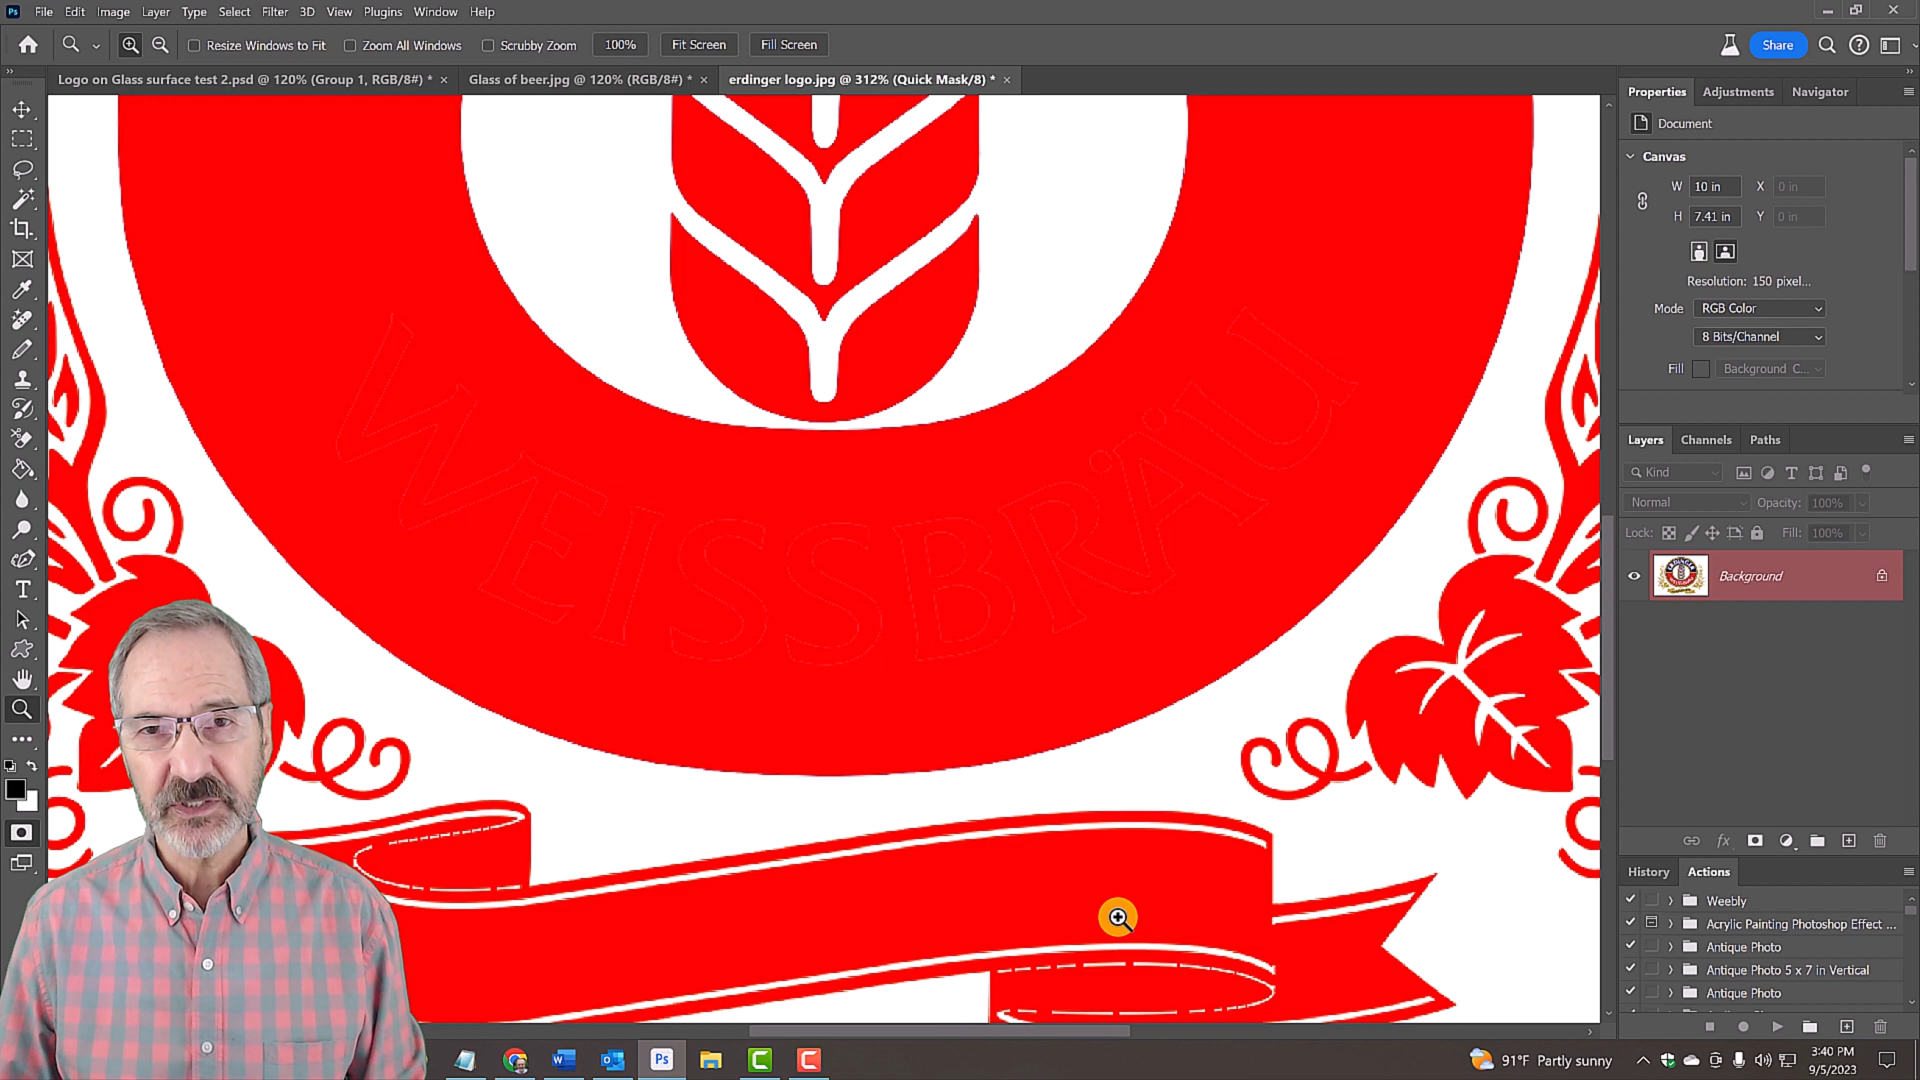 Ps File Edit Image Layer Type Select Filter 3D View Plugins Window Help
Resize Windows to Fit Zoom All Windows Scrubby Zoom 100% Fit Screen Fill Screen Share
Logo on Glass surface test 2.psd @ 120% (Group 1, RGB/8#) * × Glass of beer.jpg @ 120% (RGB/8#) * × erdinger logo.jpg @ 312% (Quick Mask/8) * ×
Properties Adjustments Navigator
Document
Canvas
W 10 in X 0 in
H 7.41 in Y 0 in
Resolution: 150 pixel...
Mode RGB Color
8 Bits/Channel
Fill Background C...
WEISSBRÄU
Layers Channels Paths
Kind
Normal Opacity: 100%
Lock: Fill: 100%
Background
History Actions
Weebly
Acrylic Painting Photoshop Effect ...
Antique Photo
Antique Photo 5 x 7 in Vertical
Antique Photo
Ps
91°F Partly sunny
3:40 PM
9/5/2023